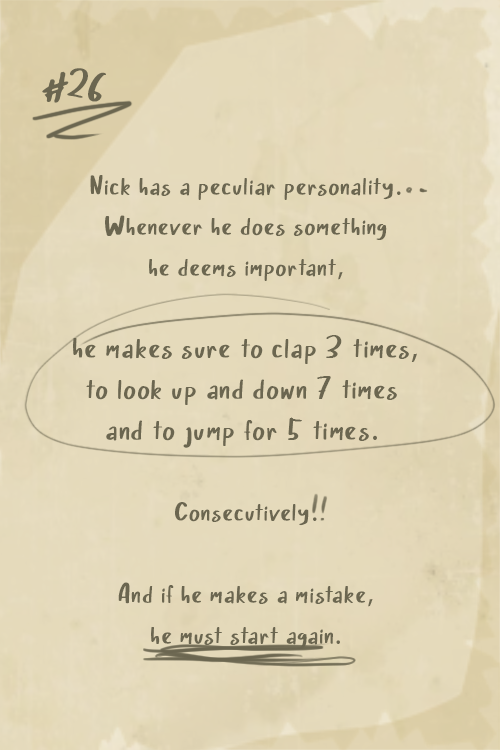 #26
Nick has a peculiar personality...
Whenever he does something
he deems important,
he makes sure to clap 3 times,
to look up and down 7 times
and to jump for 5 times.
Consecutively!!
And if he makes a mistake,
he must start again.